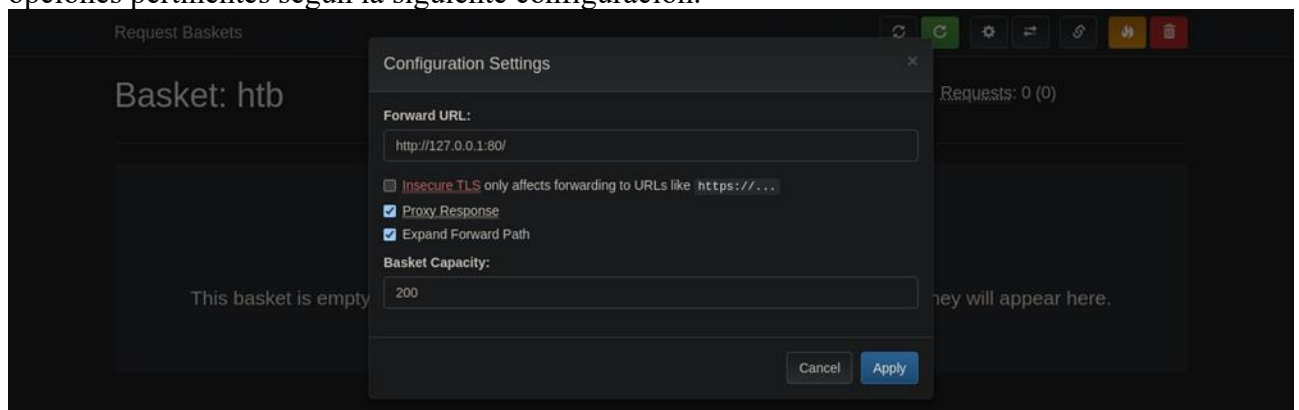 opciones pertinentes según la siguiente configuración:
Request Baskets
Configuration Settings ×
Basket: htb
Requests: 0 (0)
Forward URL:
http://127.0.0.1:80/
Insecure TLS only affects forwarding to URLs like https://...
Proxy Response
Expand Forward Path
Basket Capacity:
200
This basket is empty
hey will appear here.
Cancel Apply